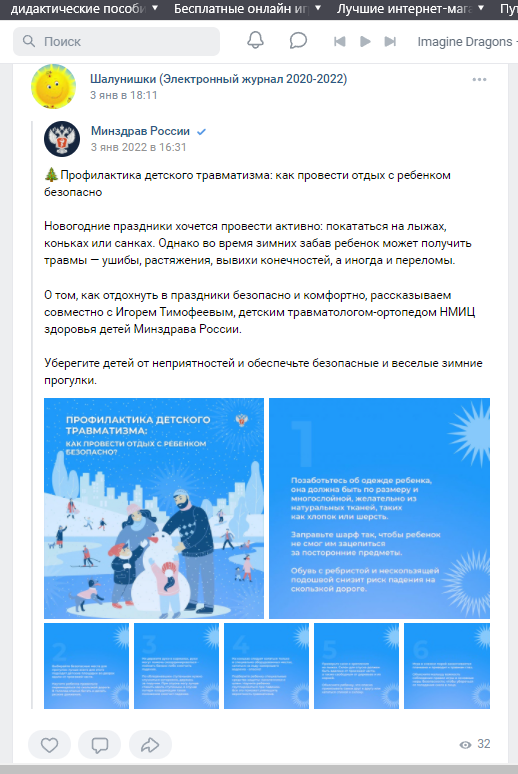 дидактические пособи
Бесплатные онлайн иг
Лучшие интернет-мага
Пут
Поиск
Imagine Dragons -
Шалунишки (Электронный журнал 2020-2022)
3 янв в 18:11
Минздрав России
3 янв 2022 в 16:31
Профилактика детского травматизма: как провести отдых с ребенком
безопасно
Новогодние праздники хочется провести активно: покататься на лыжах,
коньках или санках. Однако во время зимних забав ребенок может получить
травмы — ушибы, растяжения, вывихи конечностей, а иногда и переломы.
О том, как отдохнуть в праздники безопасно и комфортно, рассказываем
совместно с Игорем Тимофеевым, детским травматологом-ортопедом НМИЦ
здоровья детей Минздрава России.
Уберегите детей от неприятностей и обеспечьте безопасные и веселые зимние
прогулки.
ПРОФИЛАКТИКА ДЕТСКОГО
ТРАВМАТИЗМА:
КАК ПРОВЕСТИ ОТДЫХ С РЕБЕНКОМ
БЕЗОПАСНО?
1
Позаботьтесь об одежде ребенка,
она должна быть по размеру и
многослойной, желательно из
натуральных тканей, таких
как хлопок или шерсть.
Заправьте шарф так, чтобы ребенок
не смог им зацепиться
за посторонние предметы.
Обувь с ребристой и нескользящей
подошвой снизит риск падения на
скользкой дороге.
2
3
4
5
6
32